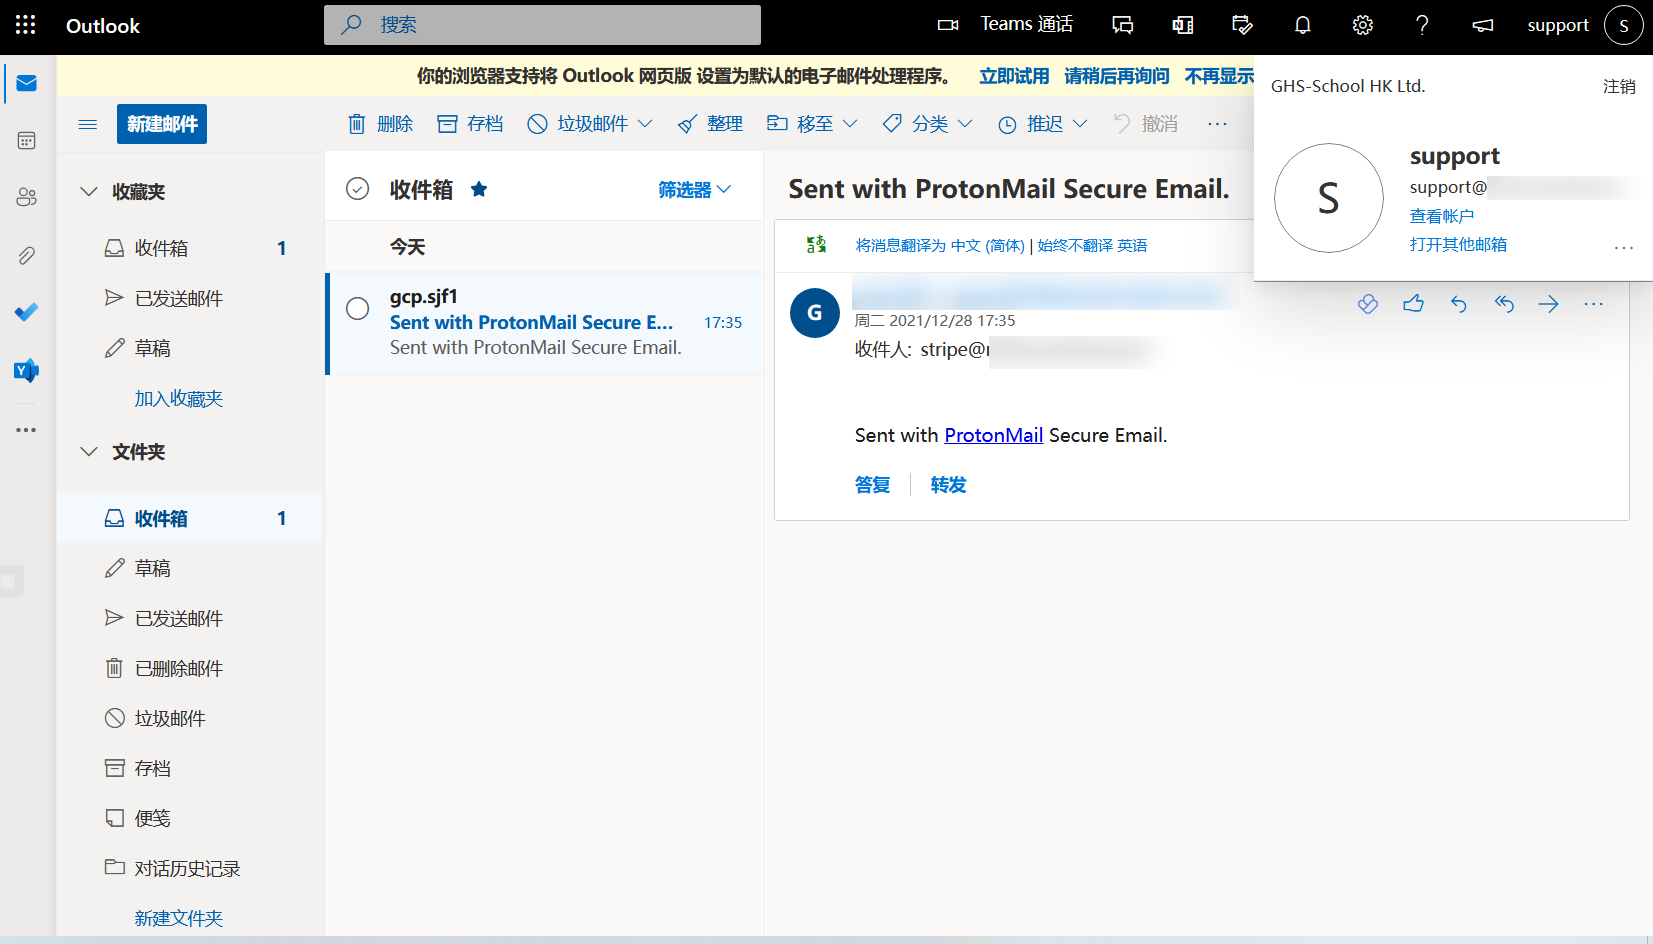 Outlook
搜索
Teams 通话
support
S
你的浏览器支持将 Outlook 网页版 设置为默认的电子邮件处理程序。 立即试用 请稍后再询问 不再显示
GHS-School HK Ltd.
注销
S
support
support@
查看帐户
打开其他邮箱
新建邮件
删除
存档
垃圾邮件
整理
移至
分类
推迟
撤消
收藏夹
收件箱 1
已发送邮件
草稿
加入收藏夹
文件夹
收件箱 1
草稿
已发送邮件
已删除邮件
垃圾邮件
存档
便笺
对话历史记录
新建文件夹
收件箱
筛选器
今天
gcp.sjf1
Sent with ProtonMail Secure E... 17:35
Sent with ProtonMail Secure Email.
Sent with ProtonMail Secure Email.
将消息翻译为 中文 (简体) | 始终不翻译 英语
G
周二 2021/12/28 17:35
收件人: stripe@
Sent with ProtonMail Secure Email.
答复
转发